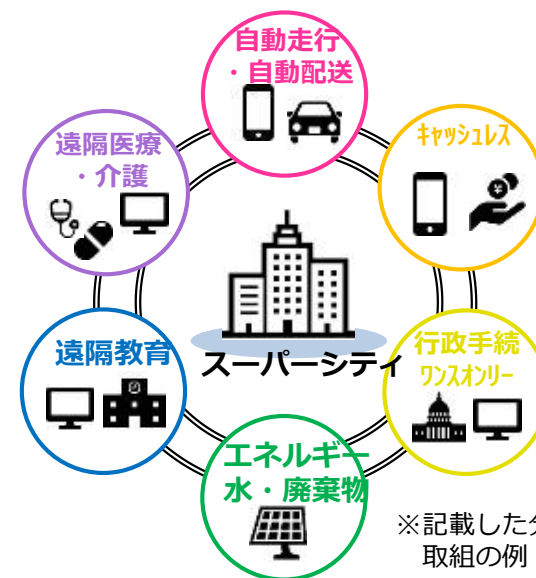 自動走行
・自動配送
遠隔医療
・介護
ｷｬｯｼｭﾚｽ
¥
スーパーシティ
遠隔教育
行政手続
ﾜﾝｽｵﾝﾘｰ
エネルギー
水・廃棄物
※記載した
取組の例